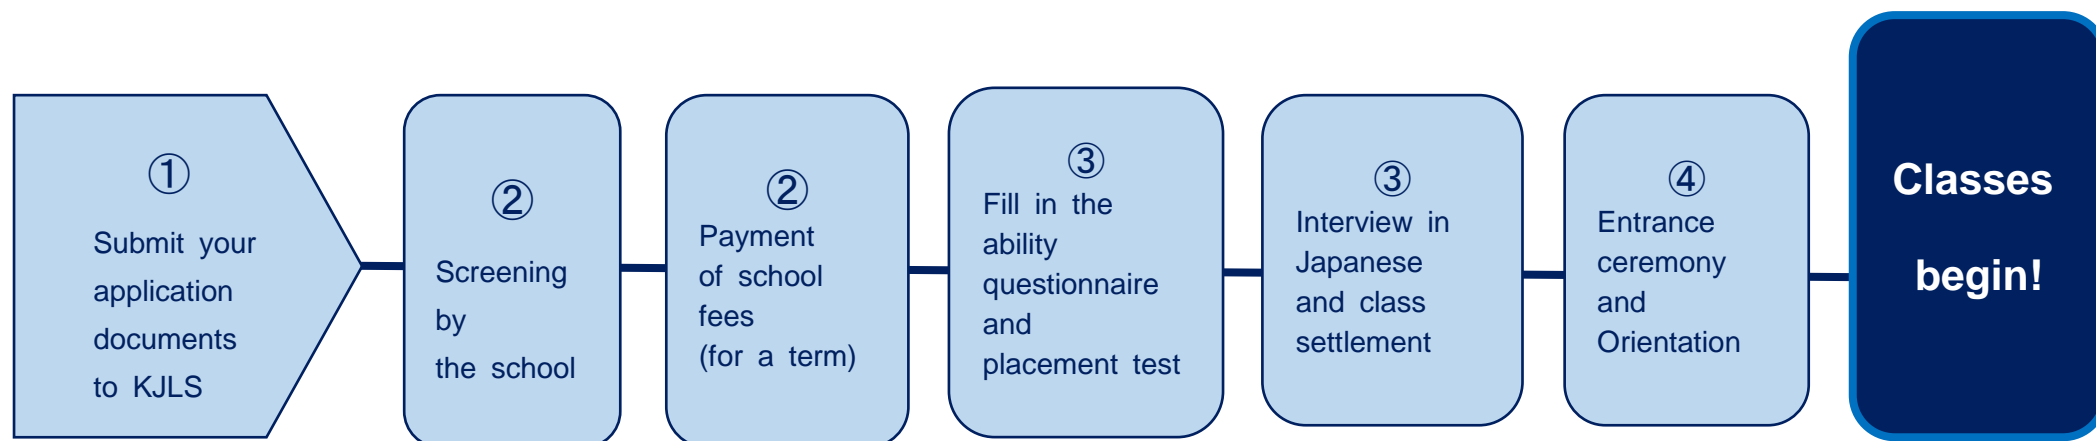 ①
Submit your
application
documents
to KJLS
②
Screening
by
the school
②
Payment
of school
fees
(for a term)
③
Fill in the
ability
questionnaire
and
placement test
③
Interview in
Japanese
and class
settlement
④
Entrance
ceremony
and
Orientation
Classes
begin!